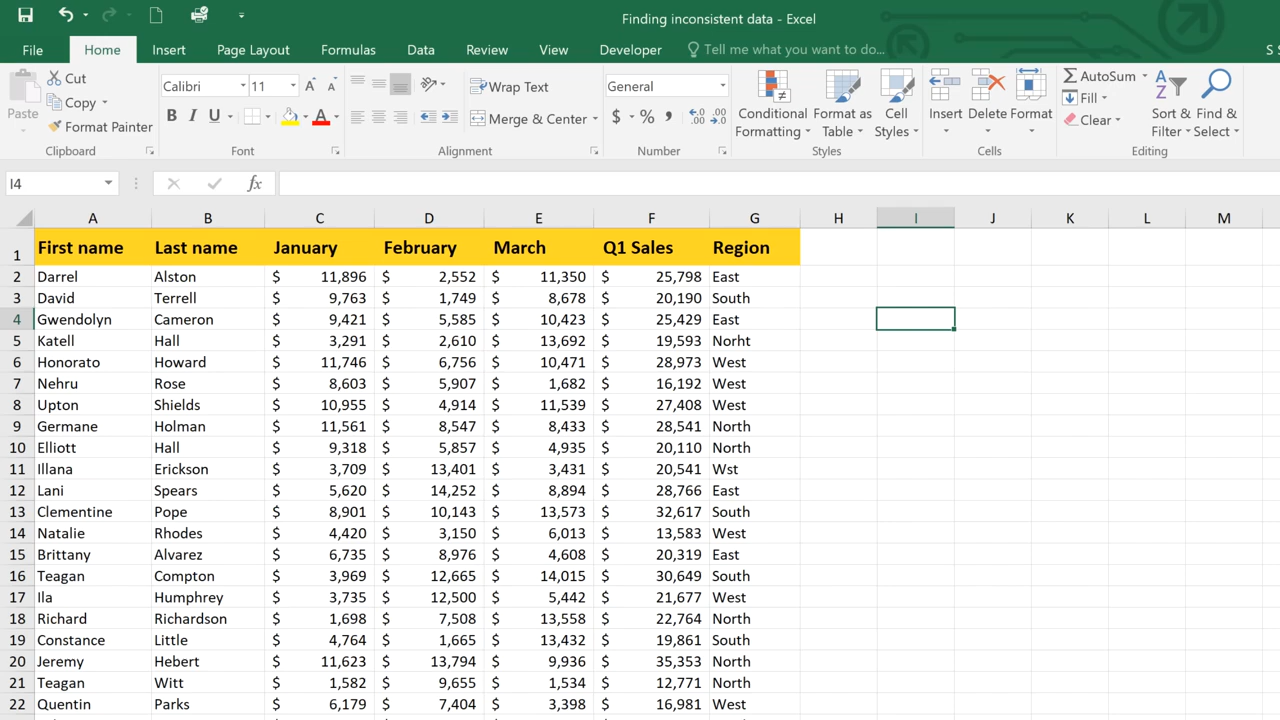 Finding inconsistent data - Excel
File Home Insert Page Layout Formulas Data Review View Developer Tell me what you want to do... S S
Paste Cut Calibri 11 A A Wrap Text General Conditional Formatting Format as Table Cell Styles Insert Delete Format AutoSum Sort & Filter Find & Select
Copy Fill
Format Painter B I U A Merge & Center $ % , Clear
Clipboard Font Alignment Number Styles Cells Editing
I4 fx
A B C D E F G H I J K L M
1 First name Last name January February March Q1 Sales Region
2 Darrel Alston $ 11,896 $ 2,552 $ 11,350 $ 25,798 East
3 David Terrell $ 9,763 $ 1,749 $ 8,678 $ 20,190 South
4 Gwendolyn Cameron $ 9,421 $ 5,585 $ 10,423 $ 25,429 East
5 Katell Hall $ 3,291 $ 2,610 $ 13,692 $ 19,593 Norht
6 Honorato Howard $ 11,746 $ 6,756 $ 10,471 $ 28,973 West
7 Nehru Rose $ 8,603 $ 5,907 $ 1,682 $ 16,192 West
8 Upton Shields $ 10,955 $ 4,914 $ 11,539 $ 27,408 West
9 Germane Holman $ 11,561 $ 8,547 $ 8,433 $ 28,541 North
10 Elliott Hall $ 9,318 $ 5,857 $ 4,935 $ 20,110 North
11 Illana Erickson $ 3,709 $ 13,401 $ 3,431 $ 20,541 Wst
12 Lani Spears $ 5,620 $ 14,252 $ 8,894 $ 28,766 East
13 Clementine Pope $ 8,901 $ 10,143 $ 13,573 $ 32,617 South
14 Natalie Rhodes $ 4,420 $ 3,150 $ 6,013 $ 13,583 West
15 Brittany Alvarez $ 6,735 $ 8,976 $ 4,608 $ 20,319 East
16 Teagan Compton $ 3,969 $ 12,665 $ 14,015 $ 30,649 South
17 Ila Humphrey $ 3,735 $ 12,500 $ 5,442 $ 21,677 West
18 Richard Richardson $ 1,698 $ 7,508 $ 13,558 $ 22,764 North
19 Constance Little $ 4,764 $ 1,665 $ 13,432 $ 19,861 South
20 Jeremy Hebert $ 11,623 $ 13,794 $ 9,936 $ 35,353 North
21 Teagan Witt $ 1,582 $ 9,655 $ 1,534 $ 12,771 North
22 Quentin Parks $ 6,179 $ 7,404 $ 3,398 $ 16,981 West